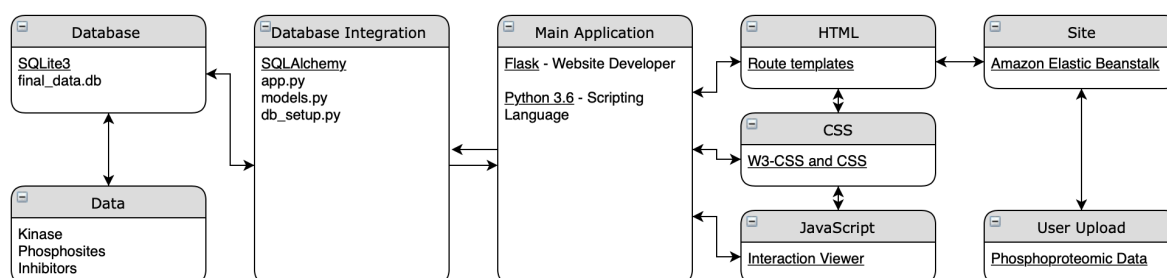 Database
SQLite3
final_data.db
Data
Kinase
Phosphosites
Inhibitors
Database Integration
SQLAlchemy
app.py
models.py
db_setup.py
Main Application
Flask - Website Developer
Python 3.6 - Scripting
Language
HTML
Route templates
CSS
W3-CSS and CSS
JavaScript
Interaction Viewer
Site
Amazon Elastic Beanstalk
User Upload
Phosphoproteomic Data